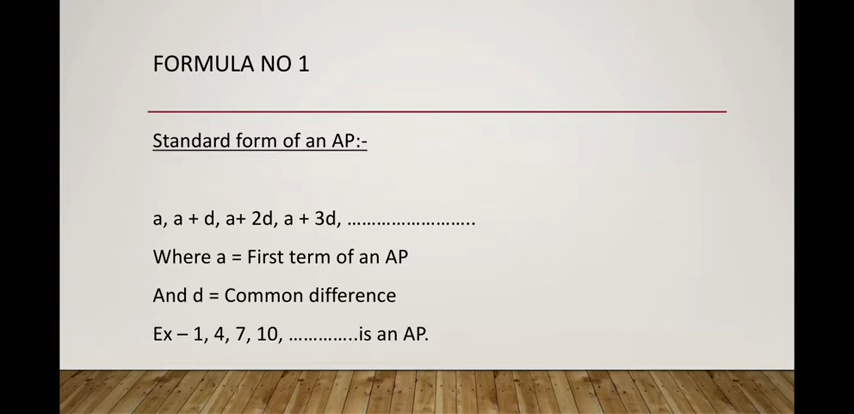 FORMULA NO 1
Standard form of an AP:-
a, a + d, a+ 2d, a + 3d, ……………………..
Where a = First term of an AP
And d = Common difference
Ex – 1, 4, 7, 10, …………..is an AP.